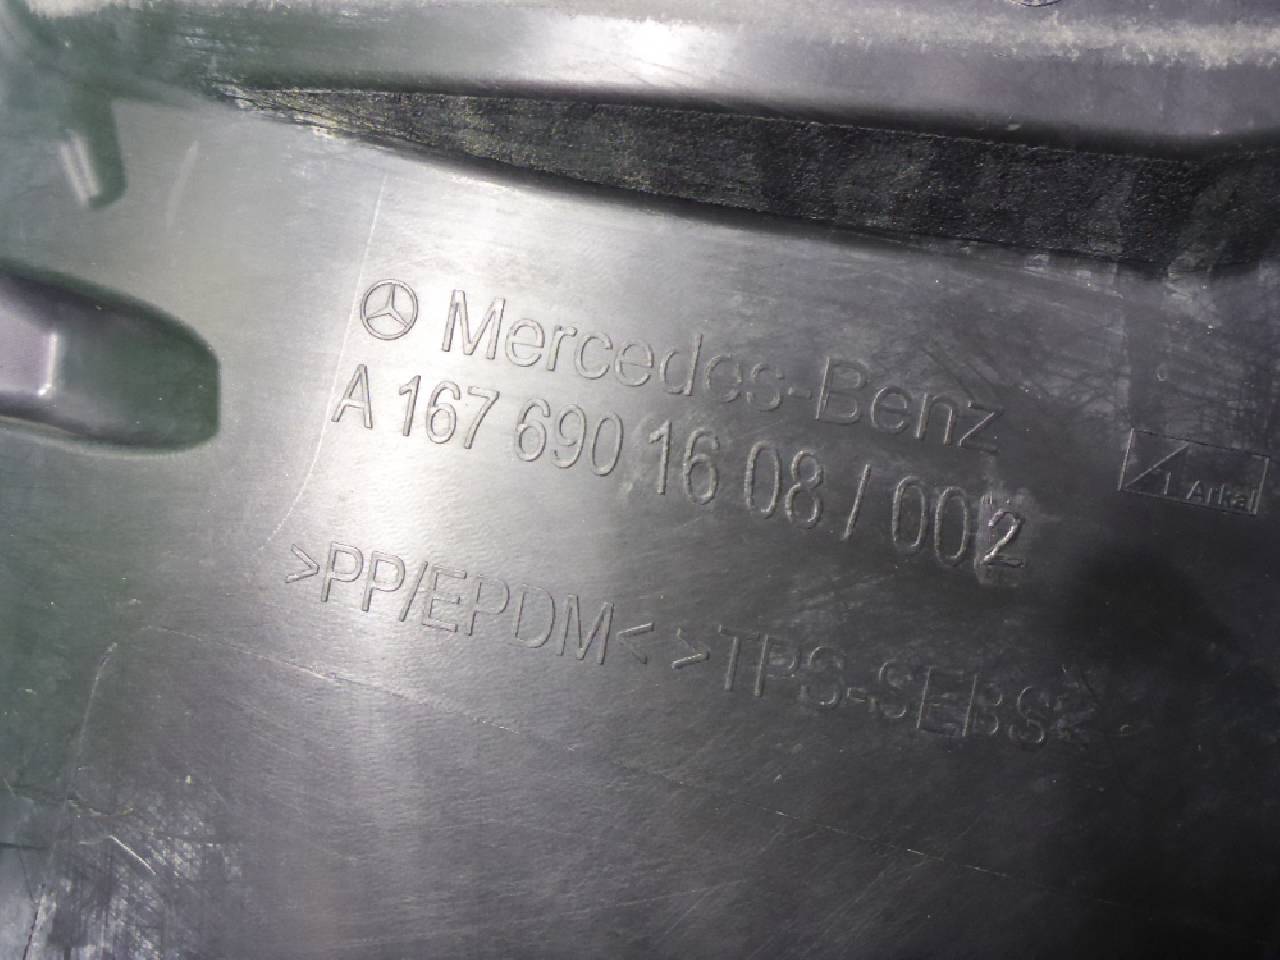 Mercedes-Benz
A 167 690 16 08 / 002
>PP/EPDM< >TPS-SEBS<
Arkal